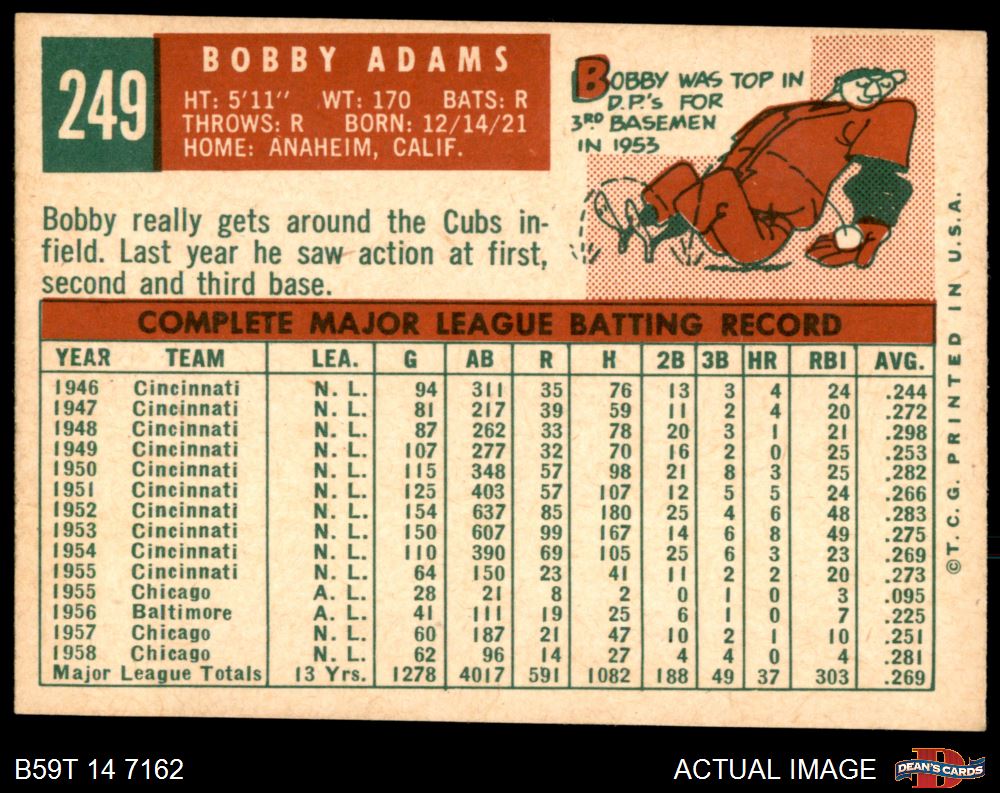 249
BOBBY ADAMS
HT: 5'11" WT: 170 BATS: R
THROWS: R BORN: 12/14/21
HOME: ANAHEIM, CALIF.
BOBBY WAS TOP IN
D.P.'s FOR
3RD BASEMEN
IN 1953
Bobby really gets around the Cubs in-
field. Last year he saw action at first,
second and third base.
COMPLETE MAJOR LEAGUE BATTING RECORD
YEAR TEAM LEA. G AB R H 2B 3B HR RBI AVG.
1946 Cincinnati N. L. 94 311 35 76 13 3 4 24 .244
1947 Cincinnati N. L. 81 217 39 59 11 2 4 20 .272
1948 Cincinnati N. L. 87 262 33 78 20 3 1 21 .298
1949 Cincinnati N. L. 107 277 32 70 16 2 0 25 .253
1950 Cincinnati N. L. 115 348 57 98 21 8 3 25 .282
1951 Cincinnati N. L. 125 403 57 107 12 5 5 24 .266
1952 Cincinnati N. L. 154 637 85 180 25 4 6 48 .283
1953 Cincinnati N. L. 150 607 99 167 14 6 8 49 .275
1954 Cincinnati N. L. 110 390 69 105 25 6 3 23 .269
1955 Cincinnati N. L. 64 150 23 41 11 2 2 20 .273
1955 Chicago A. L. 28 21 8 2 0 1 0 3 .095
1956 Baltimore A. L. 41 111 19 25 6 1 0 7 .225
1957 Chicago N. L. 60 187 21 47 10 2 1 10 .251
1958 Chicago N. L. 62 96 14 27 4 4 0 4 .281
Major League Totals 13 Yrs. 1278 4017 591 1082 188 49 37 303 .269
©T. C. G. PRINTED IN U.S.A.
B59T 14 7162
ACTUAL IMAGE
DEAN'S CARDS